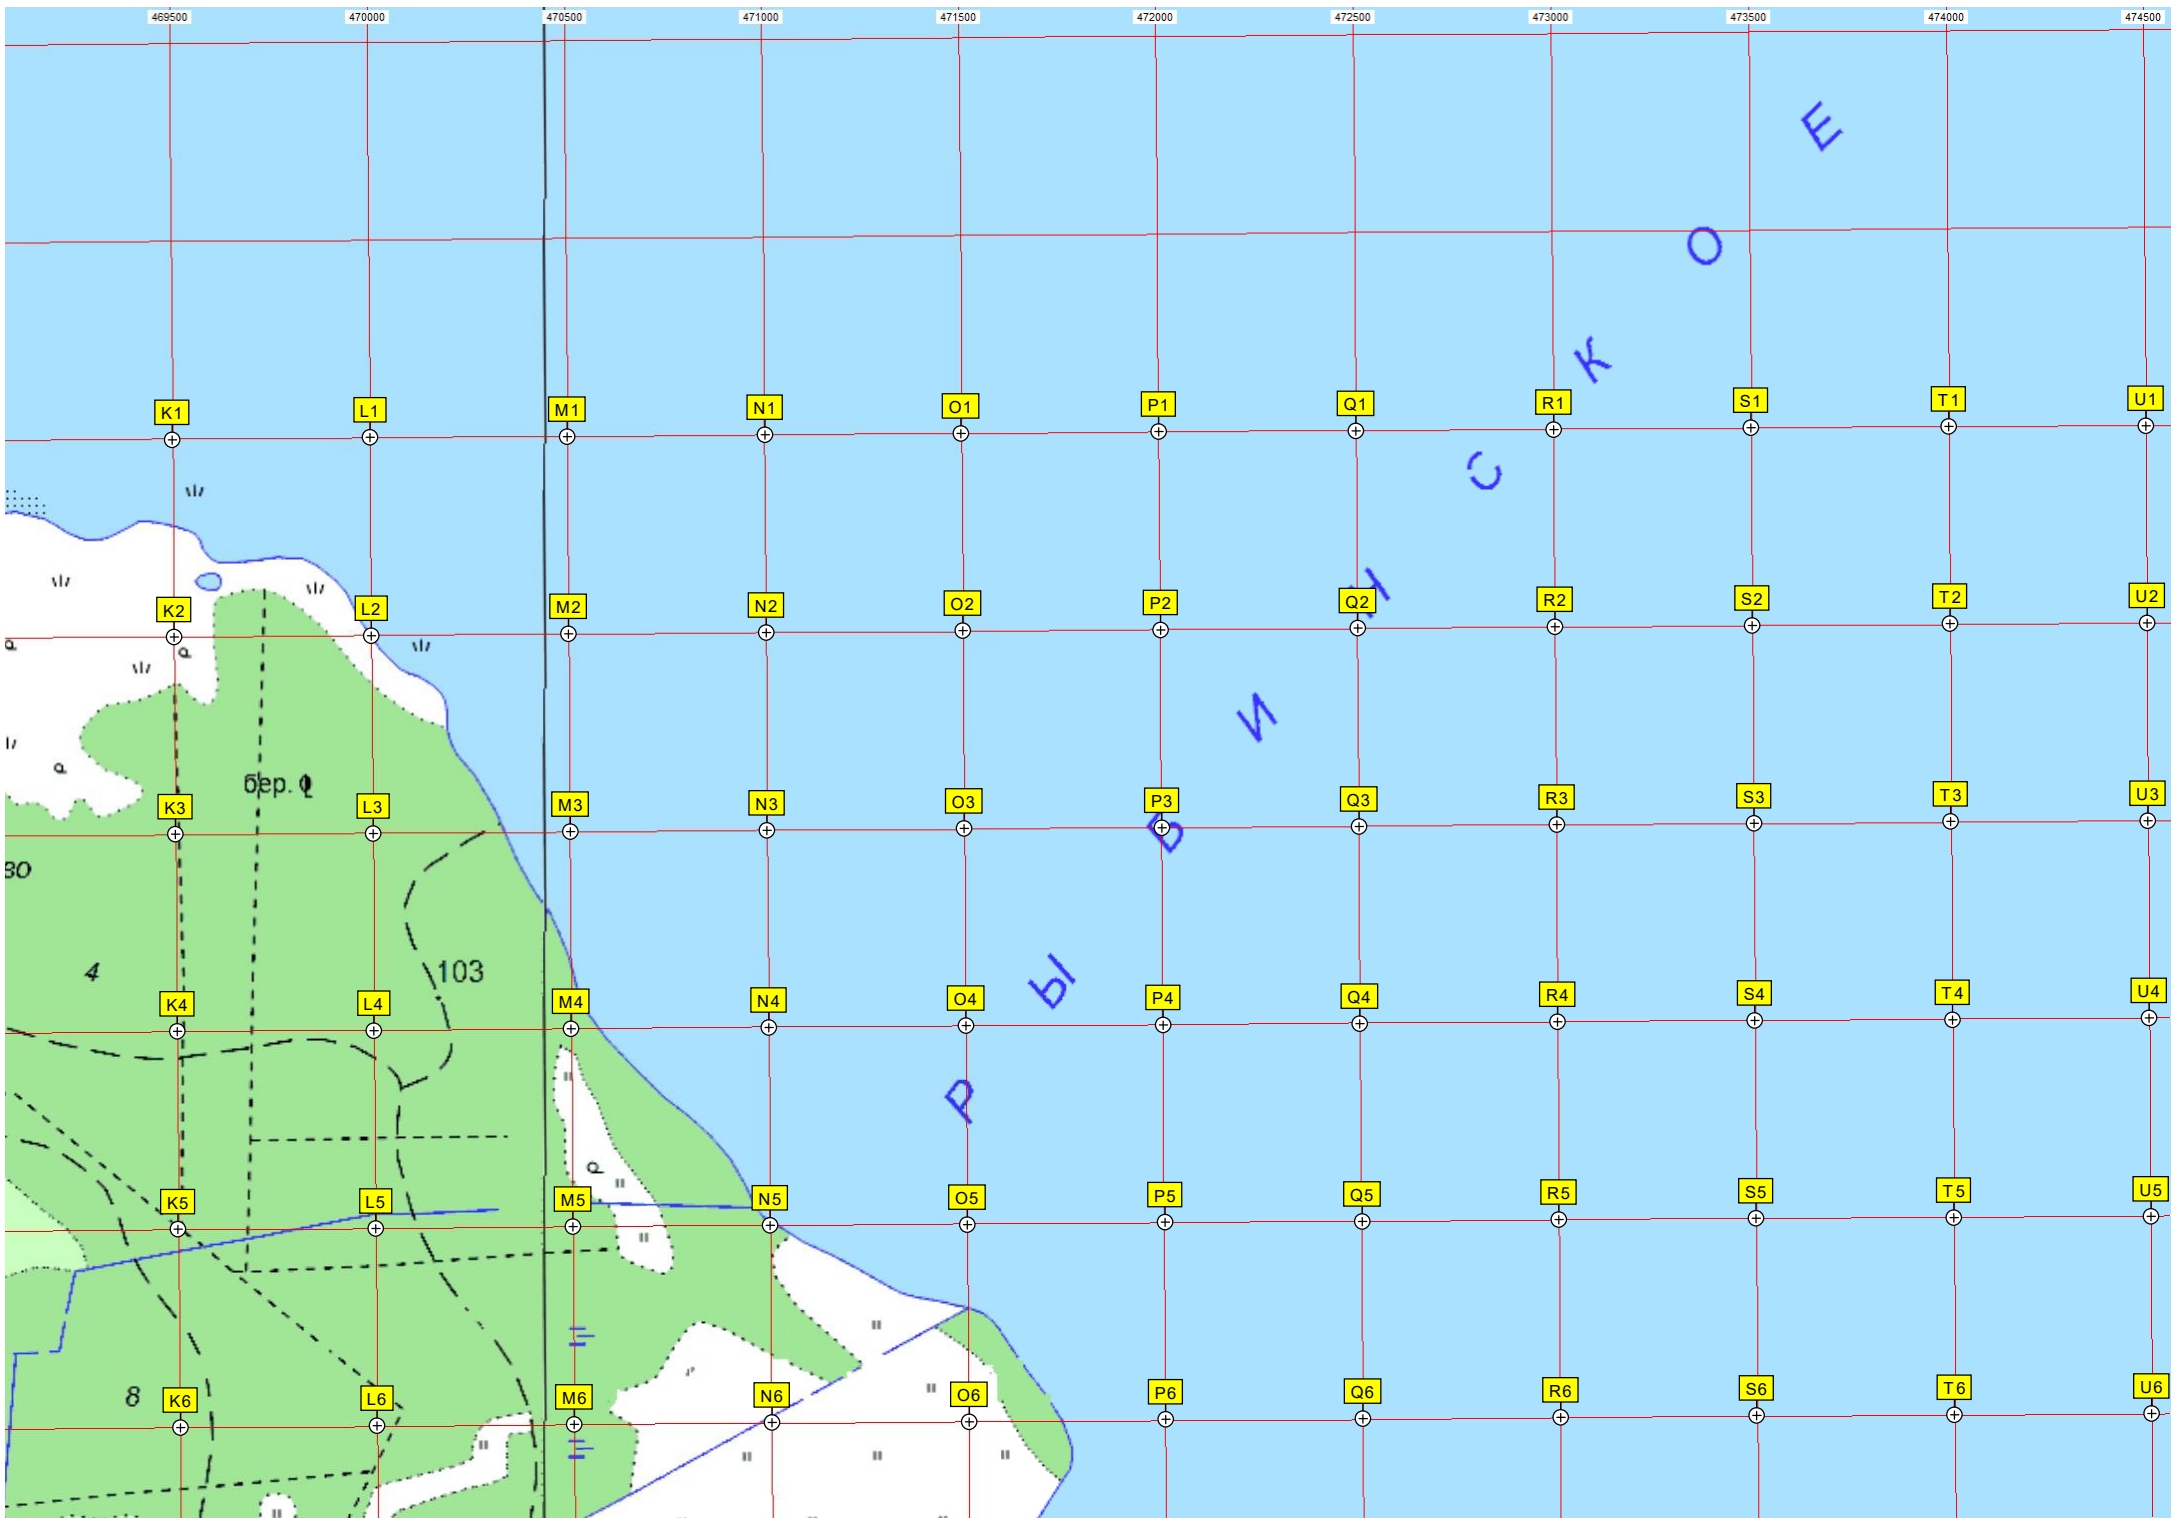 469500 470000 470500 471000 471500 472000 472500 473000 473500 474000 474500
K1 L1 M1 N1 O1 P1 Q1 R1 S1 T1 U1
K2 L2 M2 N2 O2 P2 Q2 R2 S2 T2 U2
бер.
K3 L3 M3 N3 O3 P3 Q3 R3 S3 T3 U3
4 103
K4 L4 M4 N4 O4 P4 Q4 R4 S4 T4 U4
K5 L5 M5 N5 O5 P5 Q5 R5 S5 T5 U5
8
K6 L6 M6 N6 O6 P6 Q6 R6 S6 T6 U6
РЫБИНСКОЕ